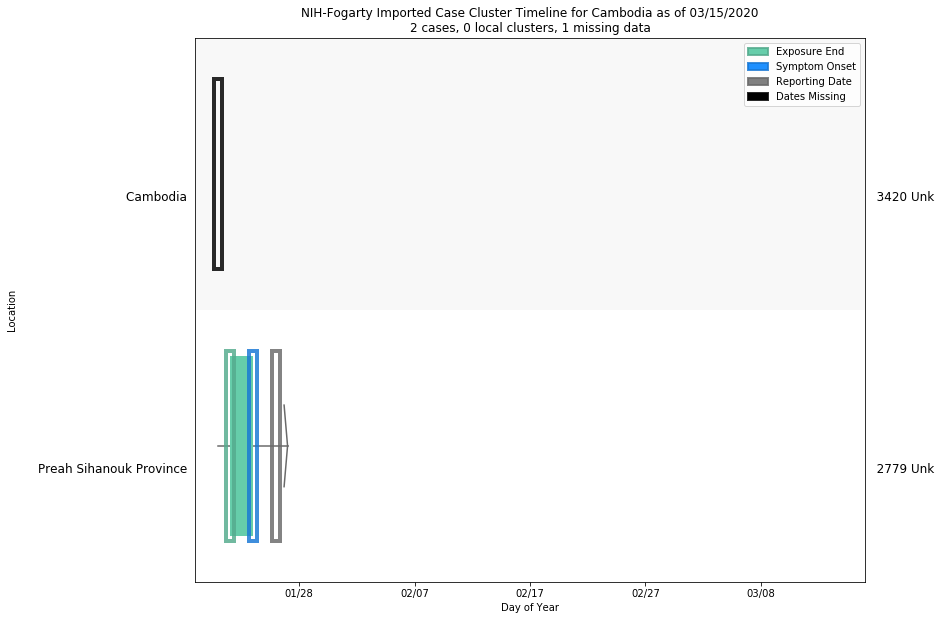 NIH-Fogarty Imported Case Cluster Timeline for Cambodia as of 03/15/2020
2 cases, 0 local clusters, 1 missing data
Exposure End
Symptom Onset
Reporting Date
Dates Missing
Cambodia
3420 Unk
Location
Preah Sihanouk Province
2779 Unk
01/28
02/07
02/17
02/27
03/08
Day of Year